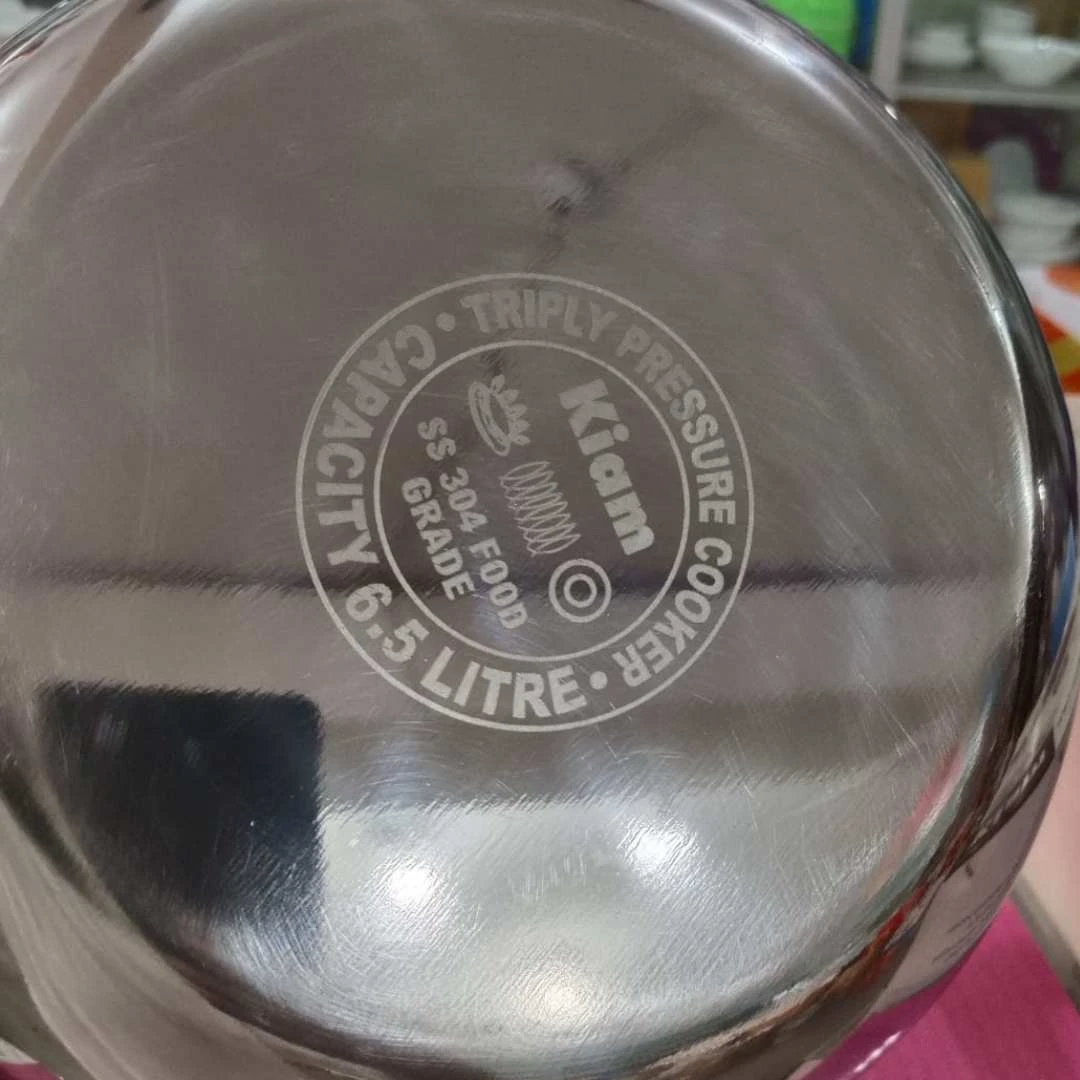 TRIPLY PRESSURE COOKER •
CAPACITY 6.5 LITRE •
Kiam
SS 304 FOOD
GRADE